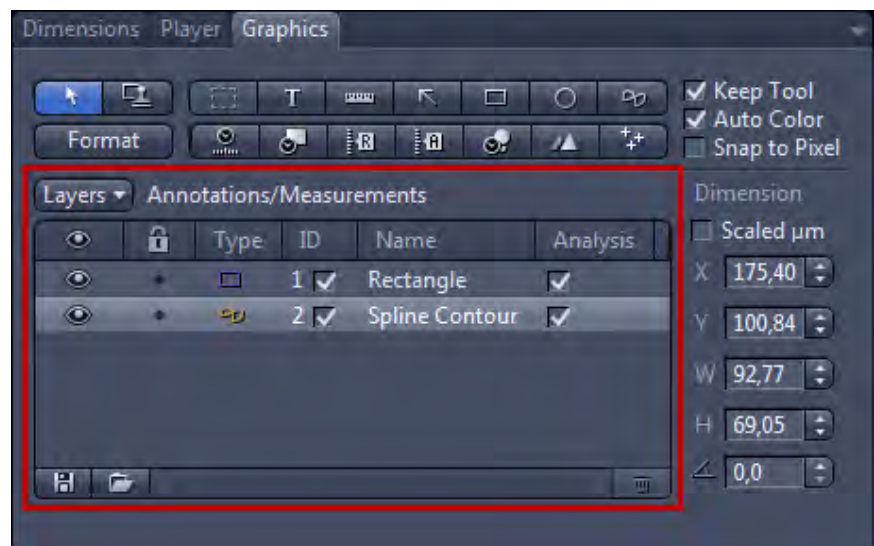 Dimensions Player Graphics
T
Keep Tool
Auto Color
Format
R
A
Snap to Pixel
Layers Annotations/Measurements
Dimension
Type ID Name Analysis
Scaled µm
1 Rectangle
X 175,40
2 Spline Contour
Y 100,84
W 92,77
H 69,05
0,0